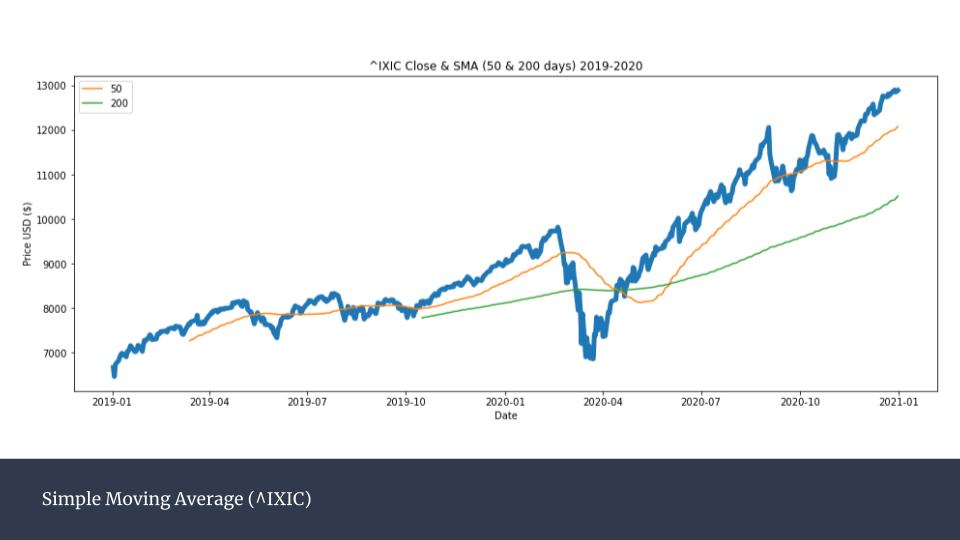 ^IXIC Close & SMA (50 & 200 days) 2019-2020
50
200
13000
12000
11000
10000
9000
8000
7000
Price USD ($)
2019-01 2019-04 2019-07 2019-10 2020-01 2020-04 2020-07 2020-10 2021-01
Date
Simple Moving Average (^IXIC)